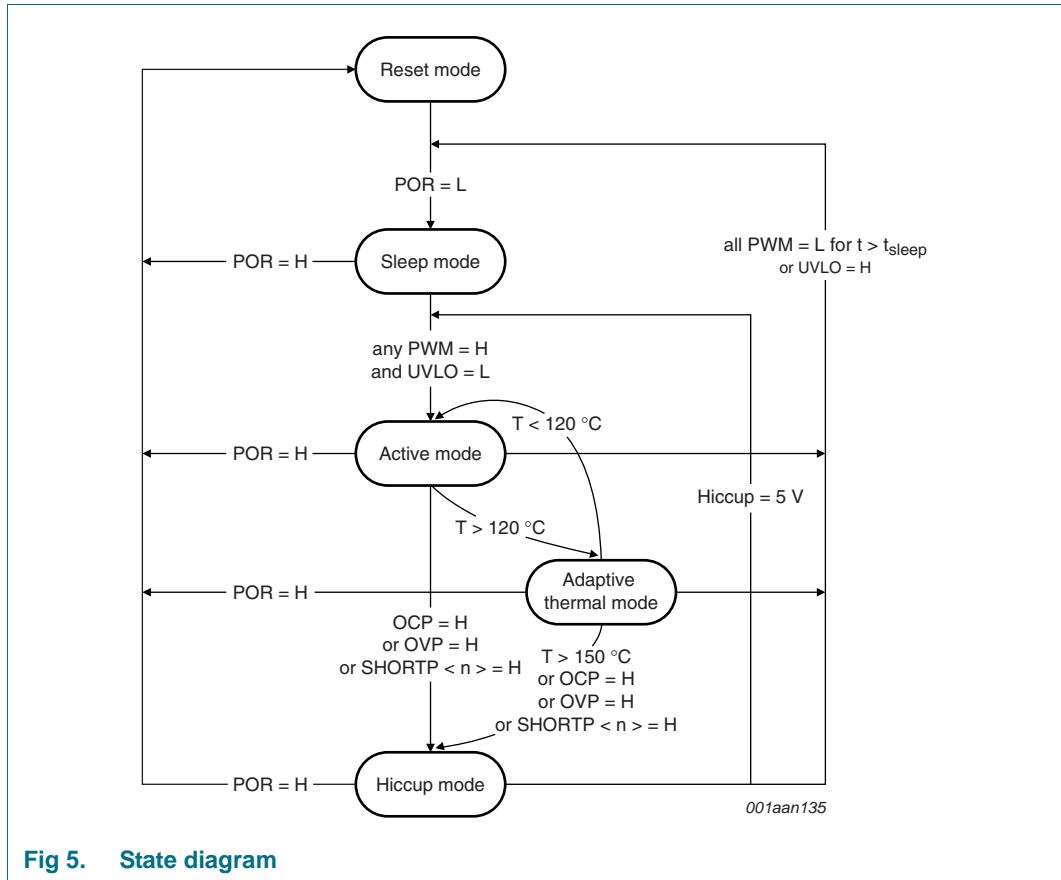 Reset mode
POR = L
all PWM = L for t > tsleep
or UVLO = H
POR = H
Sleep mode
any PWM = H
and UVLO = L
T < 120 °C
POR = H
Active mode
Hiccup = 5 V
T > 120 °C
Adaptive
thermal mode
POR = H
OCP = H
or OVP = H
or SHORTP < n > = H
T > 150 °C
or OCP = H
or OVP = H
or SHORTP < n > = H
POR = H
Hiccup mode
001aan135
Fig 5. State diagram